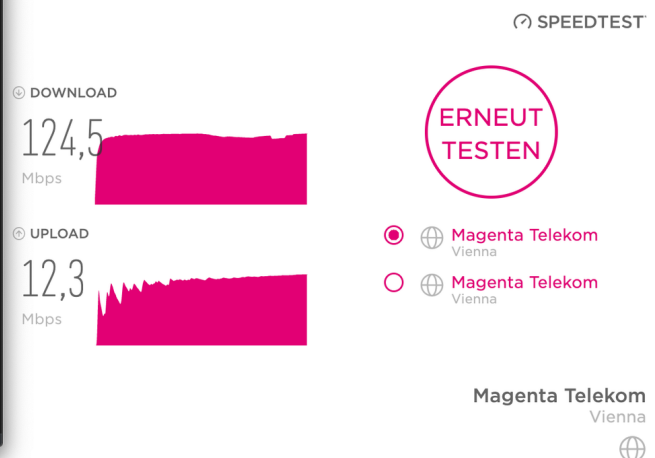 SPEEDTEST
DOWNLOAD
124,5
Mbps
UPLOAD
12,3
Mbps
ERNEUT
TESTEN
Magenta Telekom
Vienna
Magenta Telekom
Vienna
Magenta Telekom
Vienna